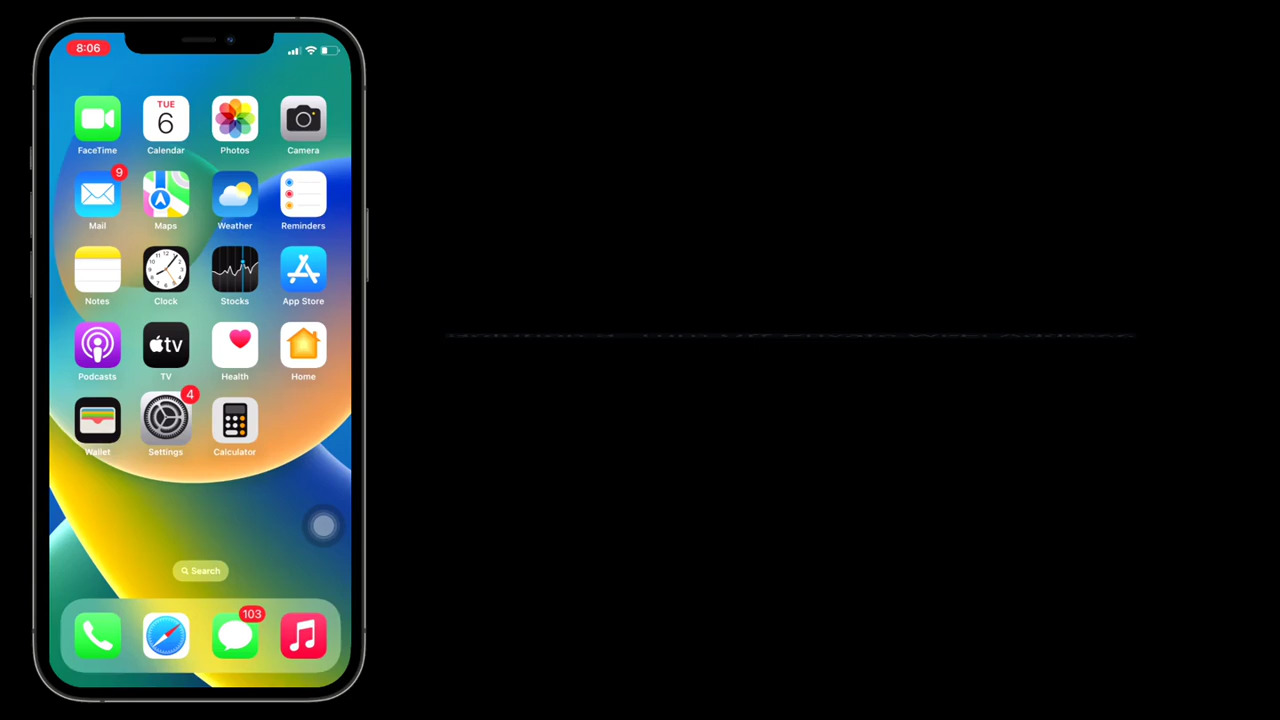 8:06
TUE
6
FaceTime
Calendar
Photos
Camera
9
Mail
Maps
Weather
Reminders
Notes
Clock
Stocks
App Store
tv
Podcasts
TV
Health
Home
4
Wallet
Settings
Calculator
Search
103